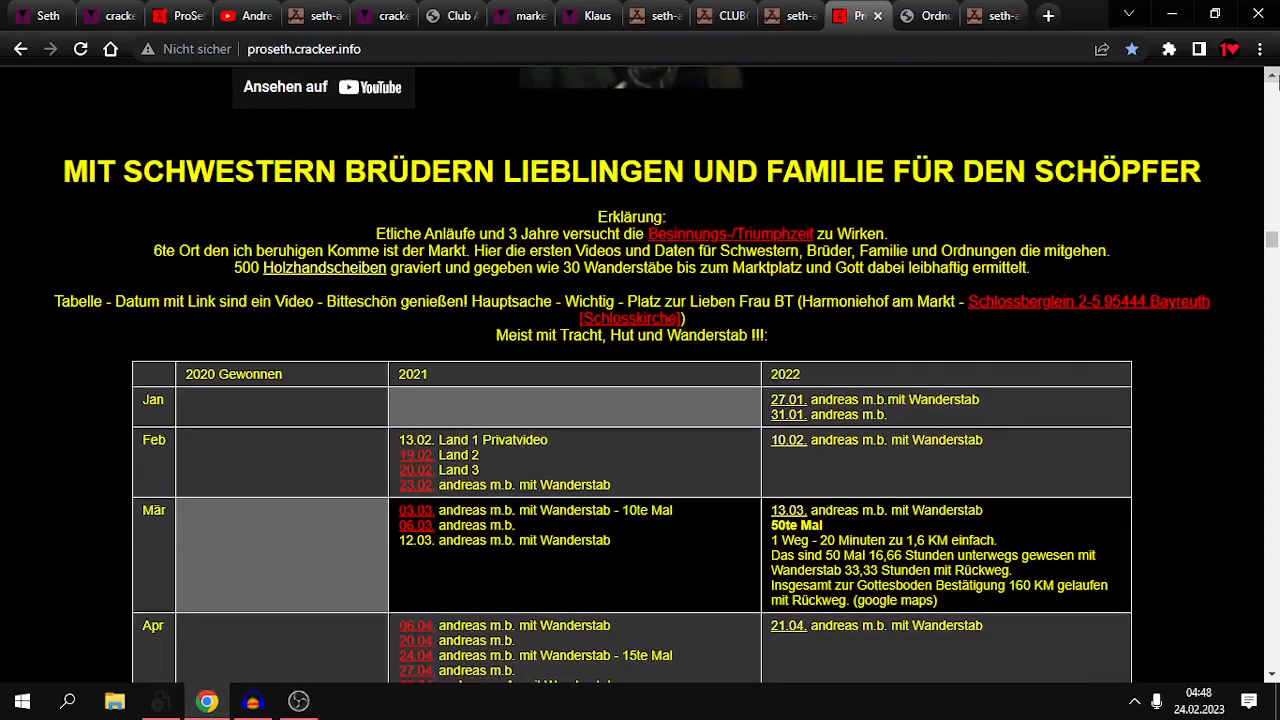 Seth
cracke
ProSet
Andre
seth-a
cracke
Club A
marke
Klaus
seth-a
CLUB(
seth-a
Pr
Ordnu
seth-a
Nicht sicher
proseth.cracker.info
Ansehen auf YouTube
MIT SCHWESTERN BRÜDERN LIEBLINGEN UND FAMILIE FÜR DEN SCHÖPFER
Erklärung:
Etliche Anläufe und 3 Jahre versucht die Besinnungs-/Triumphzeit zu Wirken.
6te Ort den ich beruhigen Komme ist der Markt. Hier die ersten Videos und Daten für Schwestern, Brüder, Familie und Ordnungen die mitgehen.
500 Holzhandscheiben graviert und gegeben wie 30 Wanderstäbe bis zum Marktplatz und Gott dabei leibhaftig ermittelt.
Tabelle - Datum mit Link sind ein Video - Bitteschön genießen! Hauptsache - Wichtig - Platz zur Lieben Frau BT (Harmoniehof am Markt - Schlossberglein 2-5 95444 Bayreuth
[Schlosskirche])
Meist mit Tracht, Hut und Wanderstab !!!:
2020 Gewonnen
2021
2022
Jan
27.01. andreas m.b.mit Wanderstab
31.01. andreas m.b.
Feb
13.02. Land 1 Privatvideo
19.02. Land 2
20.02. Land 3
23.02. andreas m.b. mit Wanderstab
10.02. andreas m.b. mit Wanderstab
Mär
03.03. andreas m.b. mit Wanderstab - 10te Mal
06.03. andreas m.b.
12.03. andreas m.b. mit Wanderstab
13.03. andreas m.b. mit Wanderstab
50te Mal
1 Weg - 20 Minuten zu 1,6 KM einfach.
Das sind 50 Mal 16,66 Stunden unterwegs gewesen mit
Wanderstab 33,33 Stunden mit Rückweg.
Insgesamt zur Gottesboden Bestätigung 160 KM gelaufen
mit Rückweg. (google maps)
Apr
06.04. andreas m.b. mit Wanderstab
20.04. andreas m.b.
24.04. andreas m.b. mit Wanderstab - 15te Mal
27.04. andreas m.b.
21.04. andreas m.b. mit Wanderstab
04:48
24.02.2023